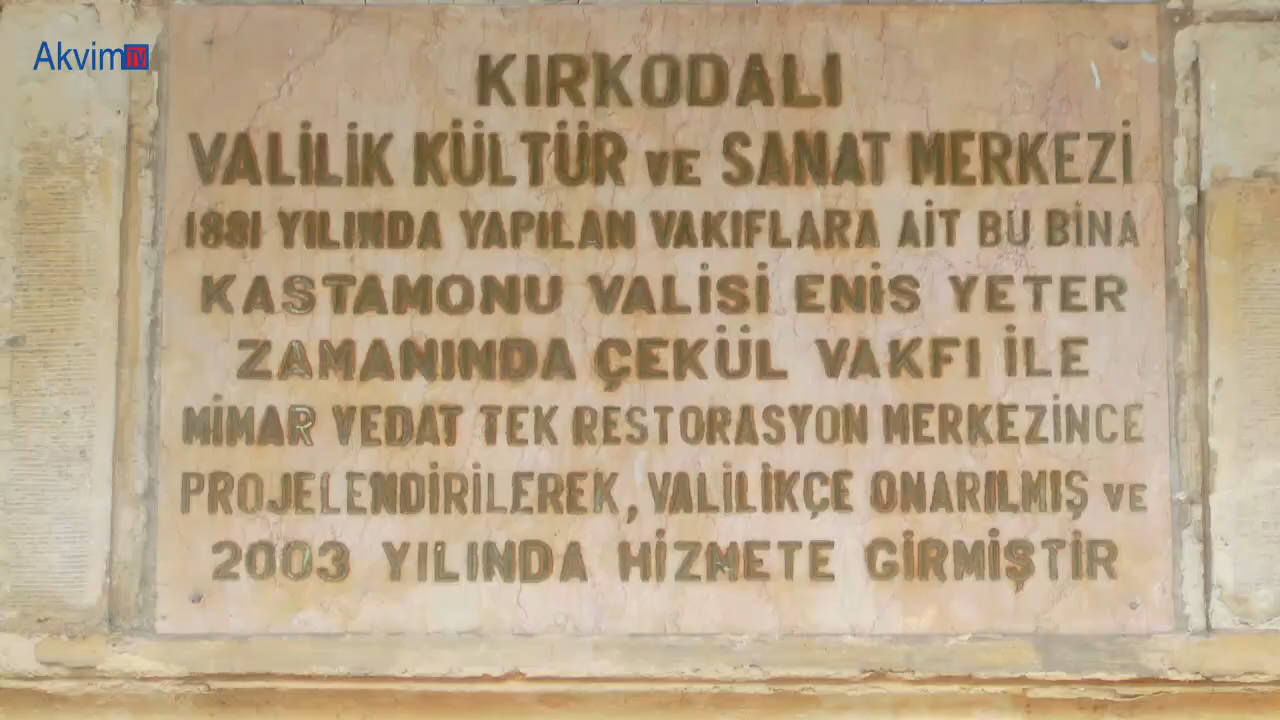 Akvim TV
KIRKODALI
VALİLİK KÜLTÜR VE SANAT MERKEZİ
1881 YILINDA YAPILAN VAKIFLARA AİT BU BİNA
KASTAMONU VALİSİ ENİS YETER
ZAMANINDA ÇEKÜL VAKFI İLE
MİMAR VEDAT TEK RESTORASYON MERKEZİNCE
PROJELENDİRİLEREK, VALİLİKÇE ONARILMIŞ VE
2003 YILINDA HİZMETE GİRMİŞTİR